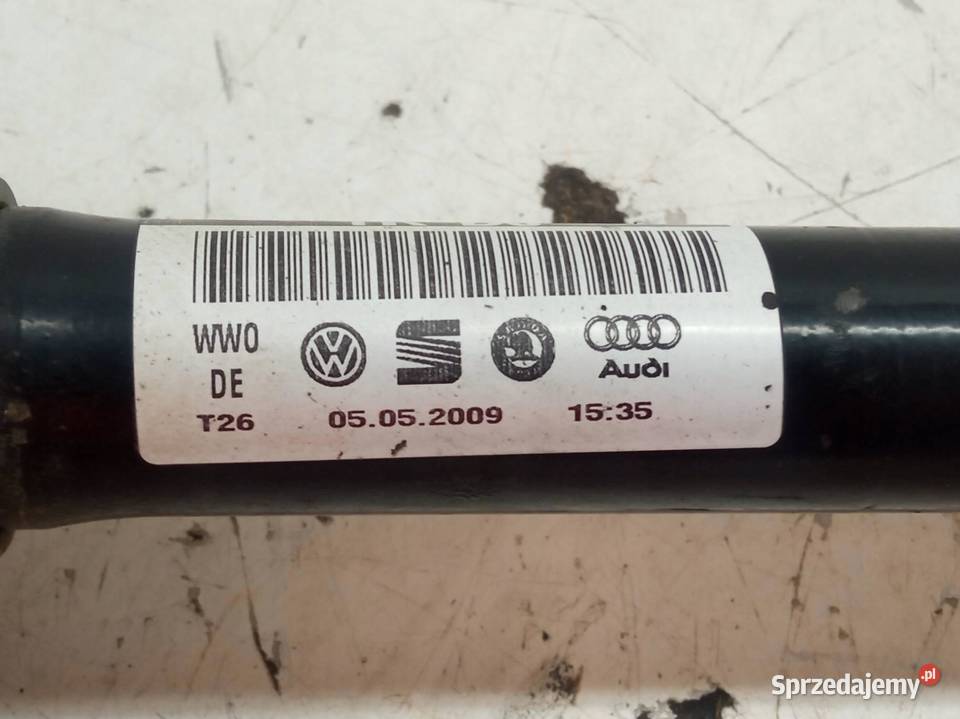 WWO
DE
Audi
T26 05.05.2009 15:35
Sprzedajemy.pl